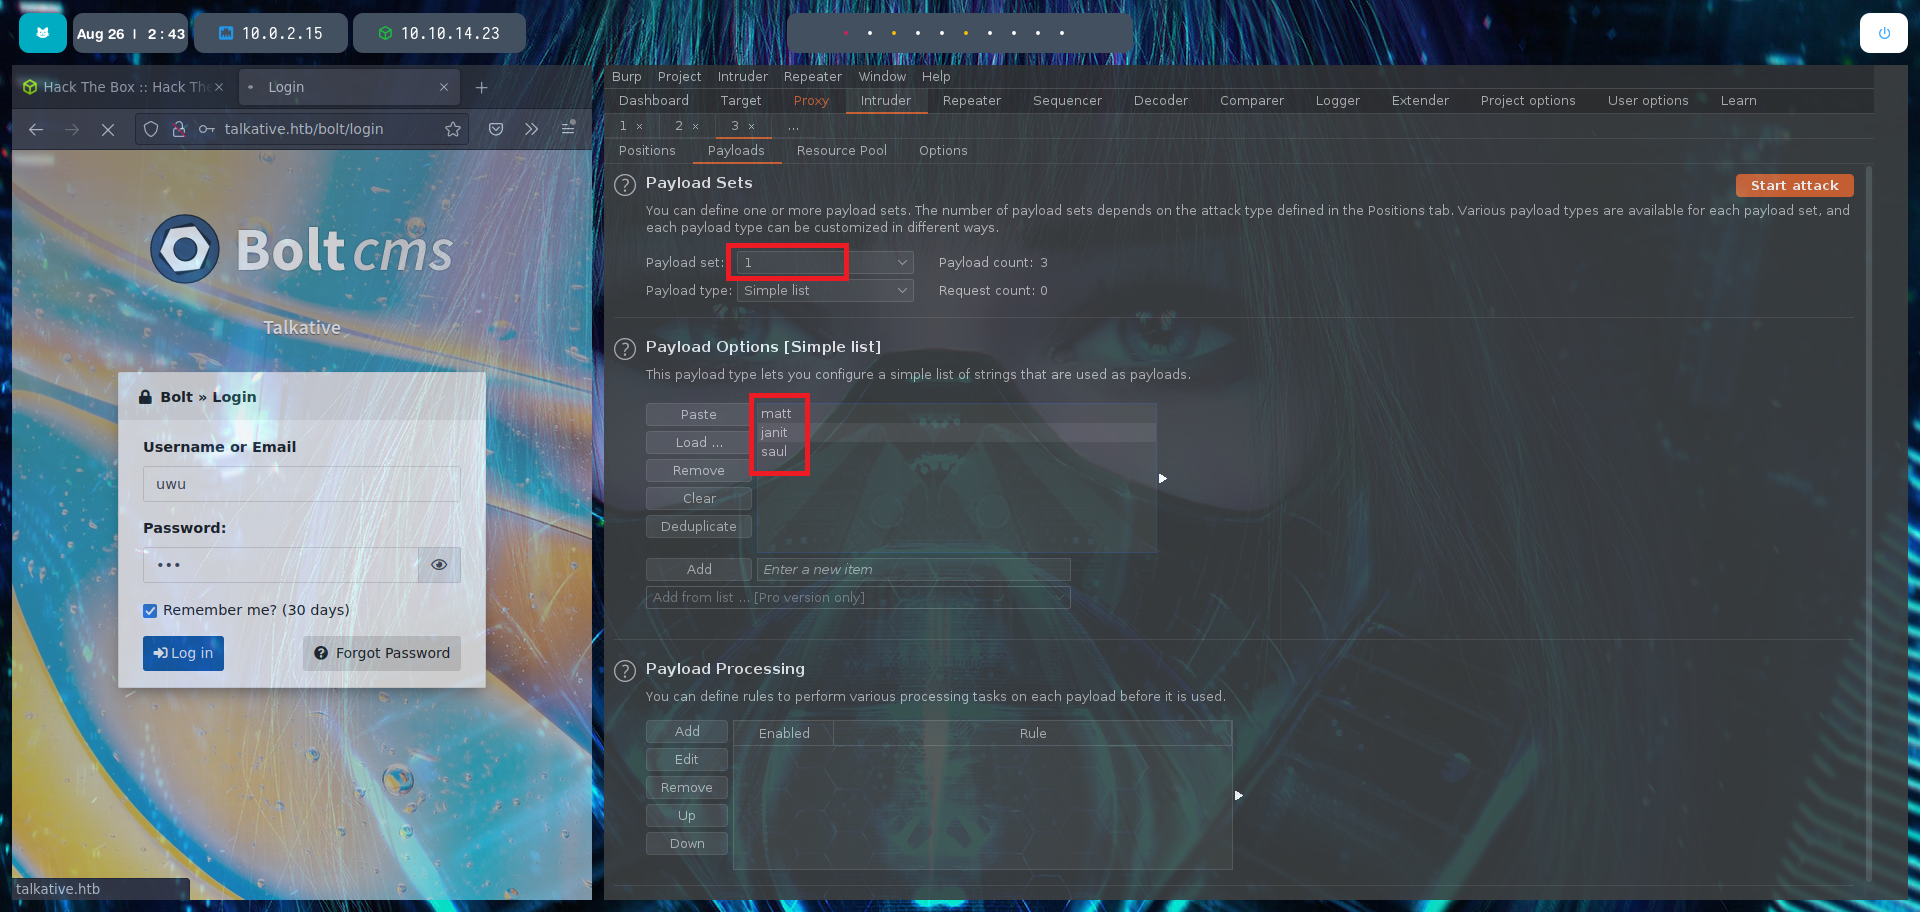 Aug 26 | 2:43
10.0.2.15
10.10.14.23
Hack The Box :: Hack The
Login
talkative.htb/bolt/login
Bolt cms
Talkative
Bolt » Login
Username or Email
uwu
Password:
•••
Remember me? (30 days)
Log in
Forgot Password
talkative.htb
Burp Project Intruder Repeater Window Help
Dashboard Target Proxy Intruder Repeater Sequencer Decoder Comparer Logger Extender Project options User options Learn
1 × 2 × 3 × ...
Positions Payloads Resource Pool Options
Payload Sets
Start attack
You can define one or more payload sets. The number of payload sets depends on the attack type defined in the Positions tab. Various payload types are available for each payload set, and
each payload type can be customized in different ways.
Payload set: 1 Payload count: 3
Payload type: Simple list Request count: 0
Payload Options [Simple list]
This payload type lets you configure a simple list of strings that are used as payloads.
Paste
Load ...
Remove
Clear
Deduplicate
matt
janit
saul
Add
Enter a new item
Add from list ... [Pro version only]
Payload Processing
You can define rules to perform various processing tasks on each payload before it is used.
Add
Edit
Remove
Up
Down
Enabled Rule